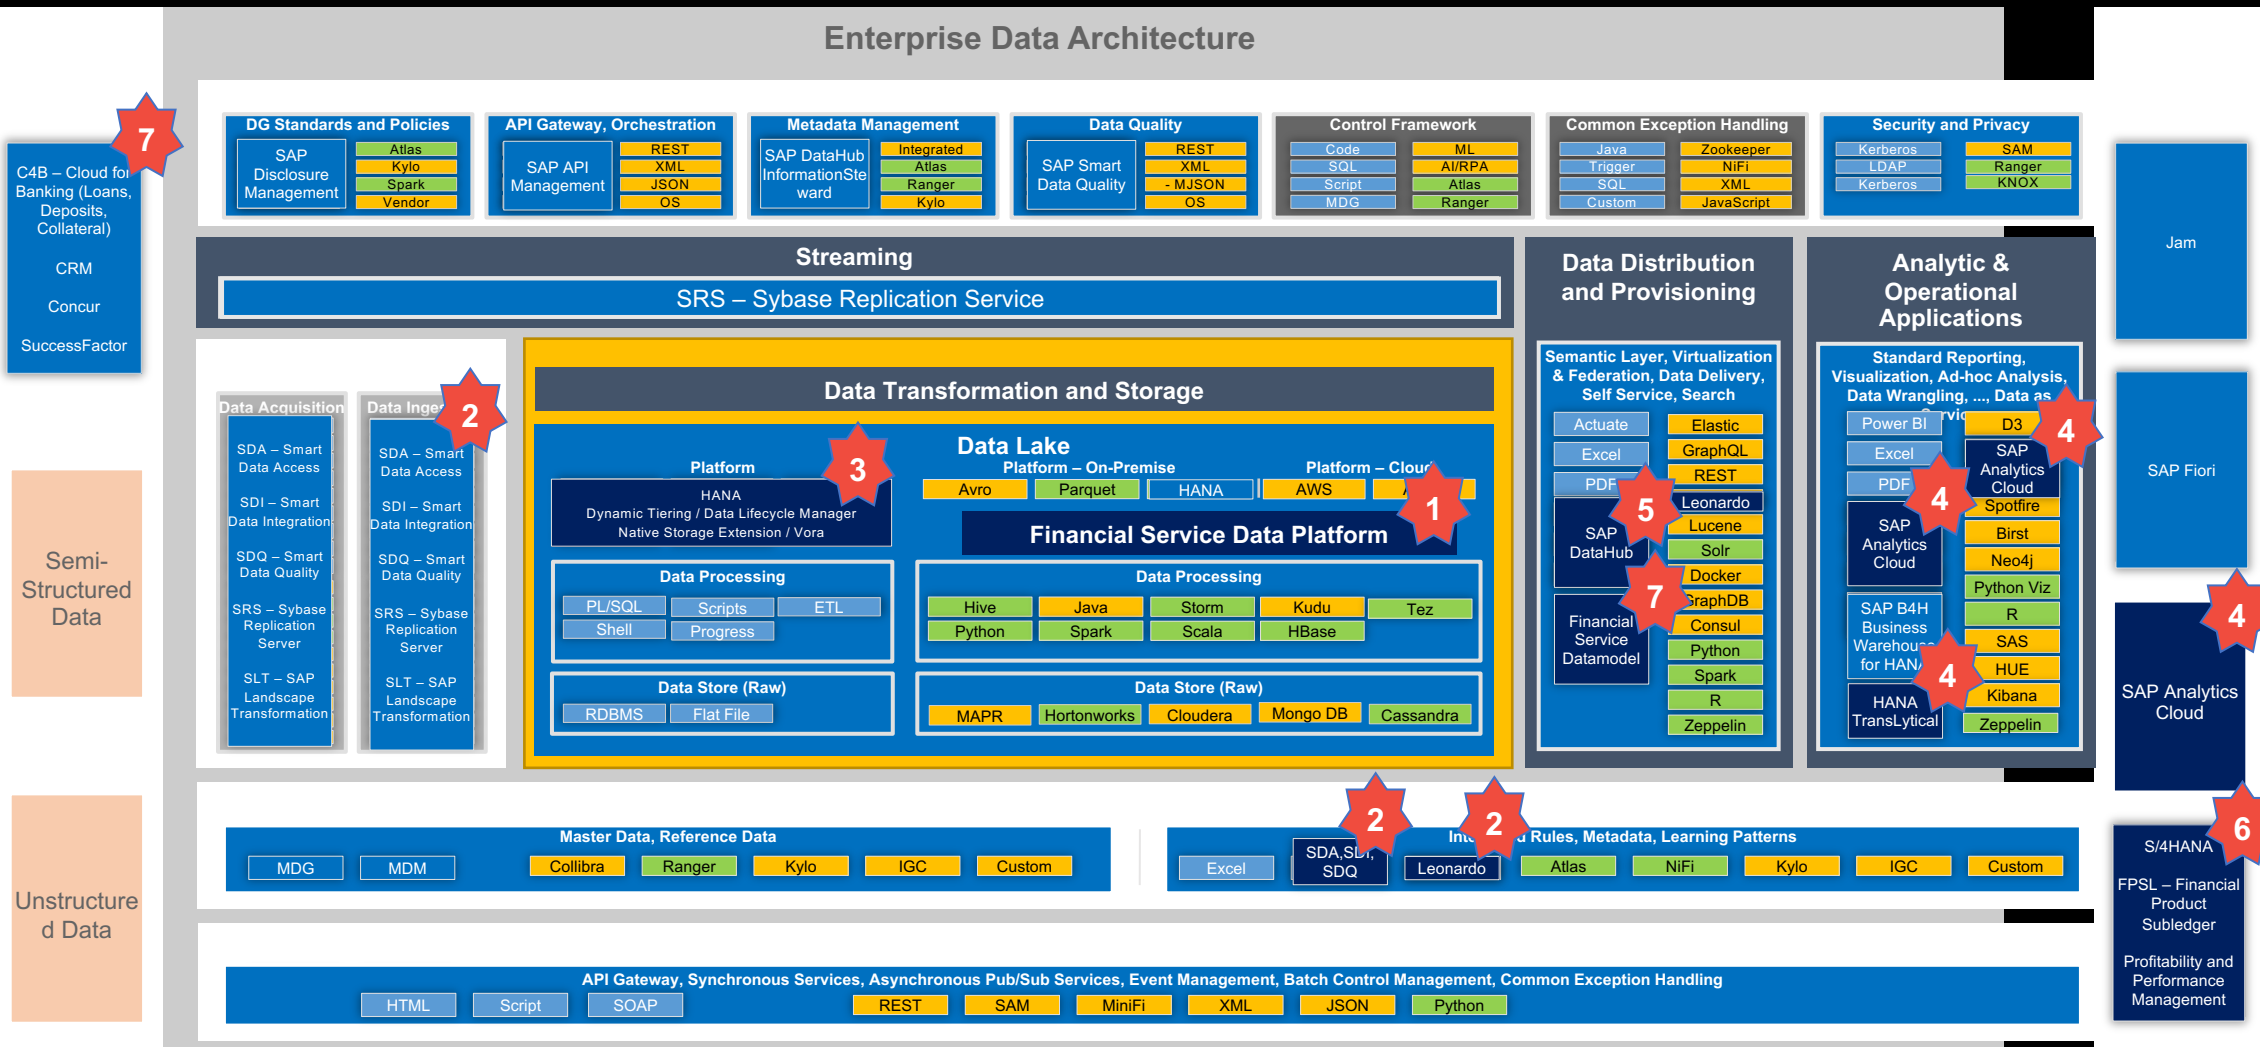 Enterprise Data Architecture
7
C4B – Cloud for
Banking (Loans,
Deposits,
Collateral)
CRM
Concur
SuccessFactor
Semi-
Structured
Data
Unstructure
d Data
DG Standards and Policies
SAP
Disclosure
Management
Atlas
Kylo
Spark
Vendor
API Gateway, Orchestration
SAP API
Management
REST
XML
JSON
OS
Metadata Management
SAP DataHub
InformationSte
ward
Integrated
Atlas
Ranger
Kylo
Data Quality
SAP Smart
Data Quality
REST
XML
- MJSON
OS
Control Framework
Code
SQL
Script
MDG
ML
AI/RPA
Atlas
Ranger
Common Exception Handling
Java
Trigger
SQL
Custom
Zookeeper
NiFi
XML
JavaScript
Security and Privacy
Kerberos
LDAP
Kerberos
SAM
Ranger
KNOX
Streaming
SRS – Sybase Replication Service
Data Acquisition
SDA – Smart
Data Access
SDI – Smart
Data Integration
SDQ – Smart
Data Quality
SRS – Sybase
Replication
Server
SLT – SAP
Landscape
Transformation
Data
2
SDA – Smart
Data Access
SDI – Smart
Data Integration
SDQ – Smart
Data Quality
SRS – Sybase
Replication
Server
SLT – SAP
Landscape
Transformation
Data Transformation and Storage
Data Lake
Platform
3
HANA
Dynamic Tiering / Data Lifecycle Manager
Native Storage Extension / Vora
Platform – On-Premise
Platform – Cloud
Avro
Parquet
HANA
AWS
1
Financial Service Data Platform
Data Processing
PL/SQL
Scripts
ETL
Shell
Progress
Data Processing
Hive
Java
Storm
Kudu
Tez
Python
Spark
Scala
HBase
Data Store (Raw)
RDBMS
Flat File
Data Store (Raw)
MAPR
Hortonworks
Cloudera
Mongo DB
Cassandra
Data Distribution
and Provisioning
Semantic Layer, Virtualization
& Federation, Data Delivery,
Self Service, Search
Actuate
Excel
PDF
5
SAP
DataHub
7
Financial
Service
Datamodel
Elastic
GraphQL
REST
Leonardo
Lucene
Solr
Docker
GraphDB
Consul
Python
Spark
R
Zeppelin
Analytic &
Operational
Applications
Standard Reporting,
Visualization, Ad-hoc Analysis,
Data Wrangling, ..., Data as
Power BI
Excel
PDF
4
SAP
Analytics
Cloud
SAP B4H
Business
Warehouse
for HANA
4
HANA
TransLytical
D3
4
SAP
Analytics
Cloud
Spotfire
Birst
Neo4j
Python Viz
R
SAS
HUE
Kibana
Zeppelin
Jam
SAP Fiori
4
SAP Analytics
Cloud
6
S/4HANA
FPSL – Financial
Product
Subledger
Profitability and
Performance
Management
Master Data, Reference Data
MDG
MDM
Collibra
Ranger
Kylo
IGC
Custom
2
2
Rules, Metadata, Learning Patterns
Excel
SDA,SDI,
SDQ
Leonardo
Atlas
NiFi
Kylo
IGC
Custom
API Gateway, Synchronous Services, Asynchronous Pub/Sub Services, Event Management, Batch Control Management, Common Exception Handling
HTML
Script
SOAP
REST
SAM
MiniFi
XML
JSON
Python